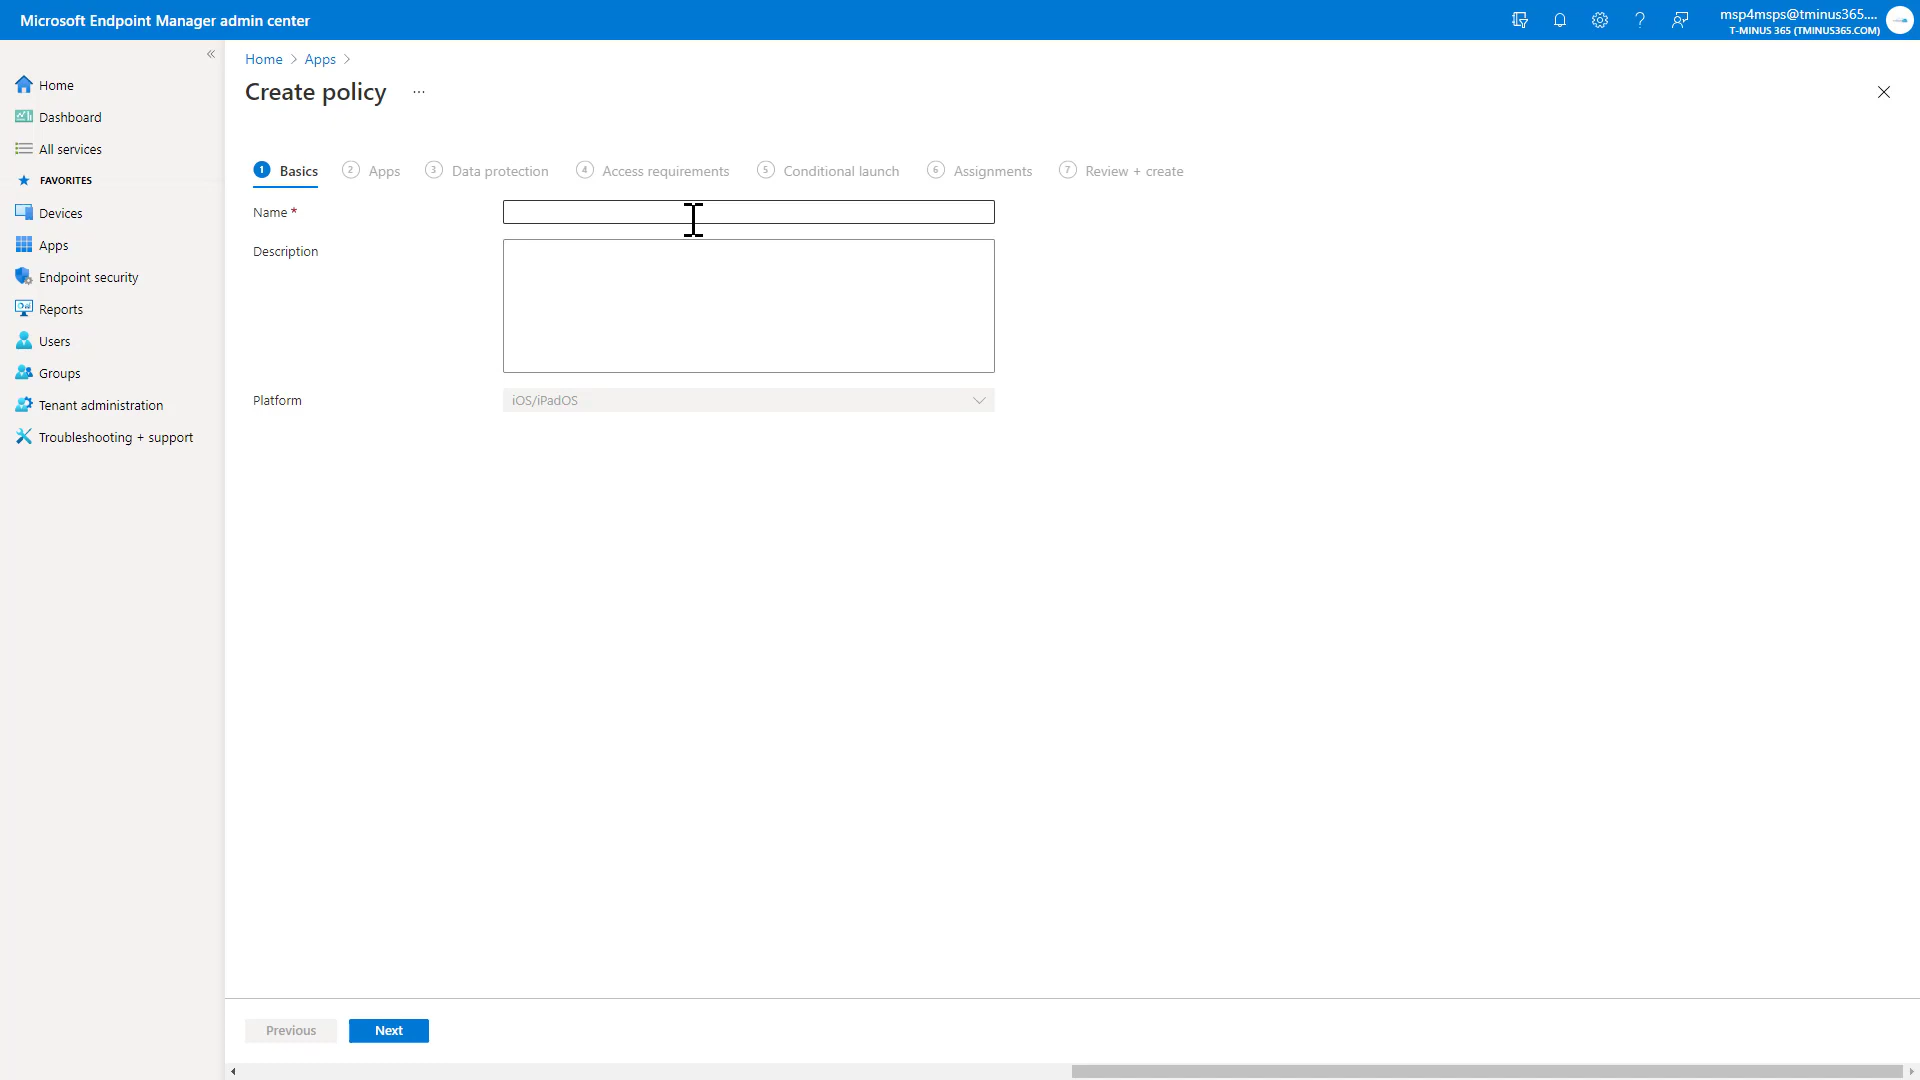 Microsoft Endpoint Manager admin center
msp4msps@tminus365....
T-MINUS 365 (TMINUS365.COM)
Home
Dashboard
All services
FAVORITES
Devices
Apps
Endpoint security
Reports
Users
Groups
Tenant administration
Troubleshooting + support
Home > Apps >
Create policy ...
1 Basics 2 Apps 3 Data protection 4 Access requirements 5 Conditional launch 6 Assignments 7 Review + create
Name *
Description
Platform iOS/iPadOS
Previous Next